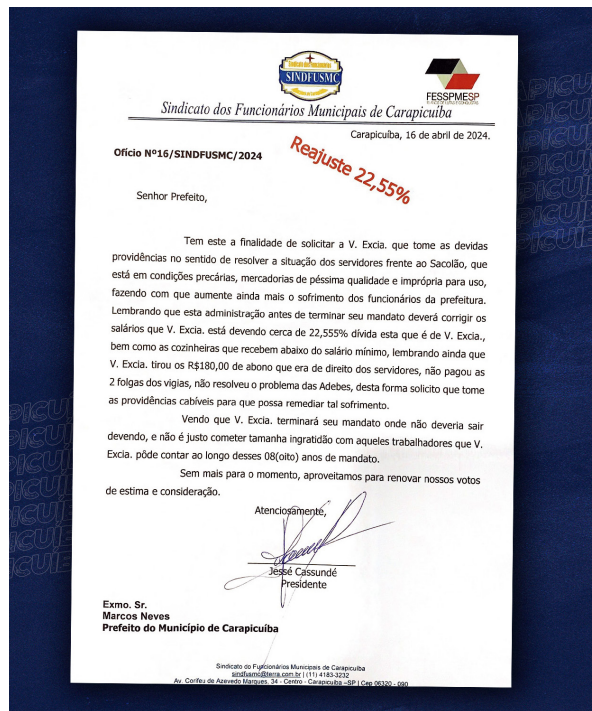 Sindicato dos Funcionários
SINDFUSMC
Municipais de Carapicuíba
FESSPMESP
Sindicato dos Funcionários Municipais de Carapicuíba
Carapicuíba, 16 de abril de 2024.
Ofício Nº16/SINDFUSMC/2024
Reajuste 22,55%
Senhor Prefeito,
Tem este a finalidade de solicitar a V. Excia. que tome as devidas
providências no sentido de resolver a situação dos servidores frente ao Sacolão, que
está em condições precárias, mercadorias de péssima qualidade e imprópria para uso,
fazendo com que aumente ainda mais o sofrimento dos funcionários da prefeitura.
Lembrando que esta administração antes de terminar seu mandato deverá corrigir os
salários que V. Excia. está devendo cerca de 22,555% dívida esta que é de V. Excia.,
bem como as cozinheiras que recebem abaixo do salário mínimo, lembrando ainda que
V. Excia. tirou os R$180,00 de abono que era de direito dos servidores, não pagou as
2 folgas dos vigias, não resolveu o problema das Adebes, desta forma solicito que tome
as providências cabíveis para que possa remediar tal sofrimento.
Vendo que V. Excia. terminará seu mandato onde não deveria sair
devendo, e não é justo cometer tamanha ingratidão com aqueles trabalhadores que V.
Excia. pôde contar ao longo desses 08(oito) anos de mandato.
Sem mais para o momento, aproveitamos para renovar nossos votos
de estima e consideração.
Atenciosamente,
Jessé Cassundé
Presidente
Exmo. Sr.
Marcos Neves
Prefeito do Município de Carapicuíba
Sindicato do Funcionários Municipais de Carapicuíba
sindfusmc@terra.com.br | (11) 4183-3232
Av. Corifeu de Azevedo Marques, 34 - Centro - Carapicuíba –SP | Cep 06320 - 090